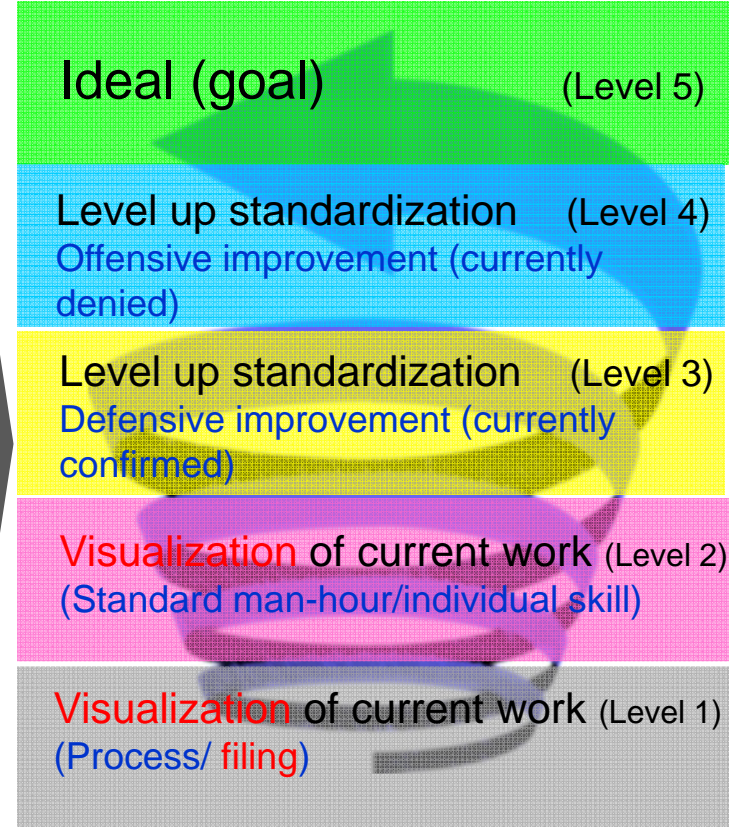 Ideal (goal) (Level 5)
Level up standardization (Level 4)
Offensive improvement (currently
denied)
Level up standardization (Level 3)
Defensive improvement (currently
confirmed)
Visualization of current work (Level 2)
(Standard man-hour/individual skill)
Visualization of current work (Level 1)
(Process/ filing)